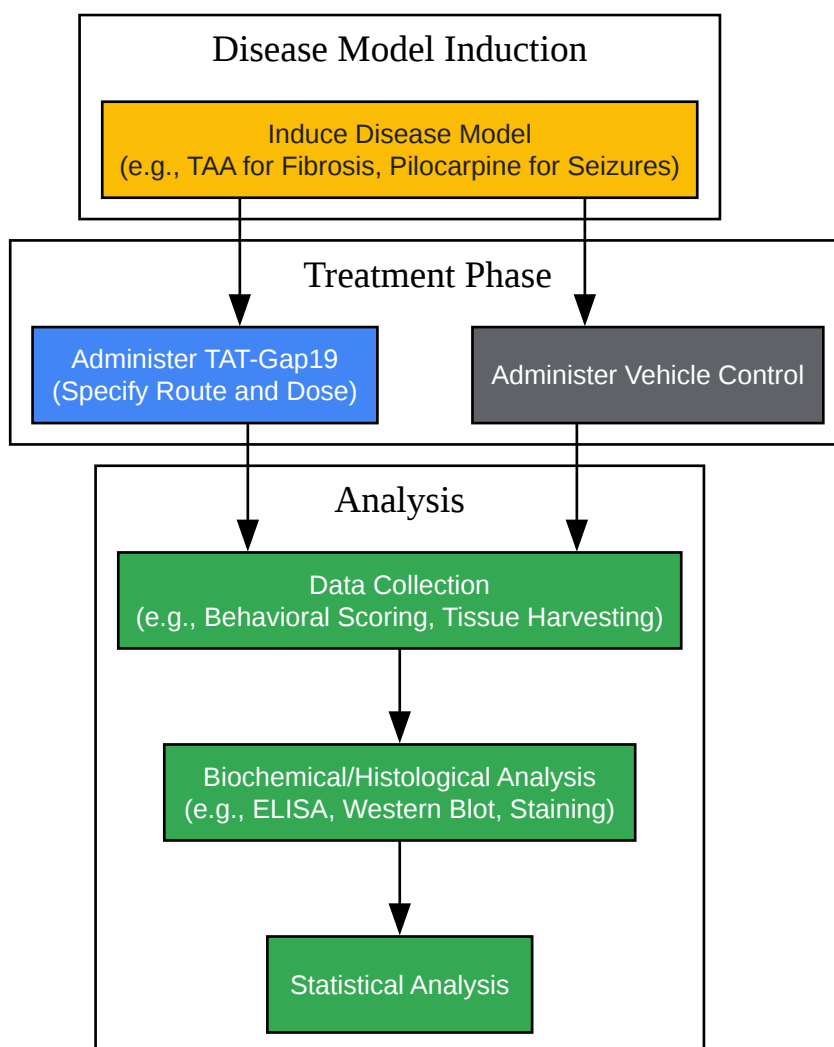 Disease Model Induction
Induce Disease Model
(e.g., TAA for Fibrosis, Pilocarpine for Seizures)
Treatment Phase
Administer TAT-Gap19
(Specify Route and Dose)
Administer Vehicle Control
Analysis
Data Collection
(e.g., Behavioral Scoring, Tissue Harvesting)
Biochemical/Histological Analysis
(e.g., ELISA, Western Blot, Staining)
Statistical Analysis